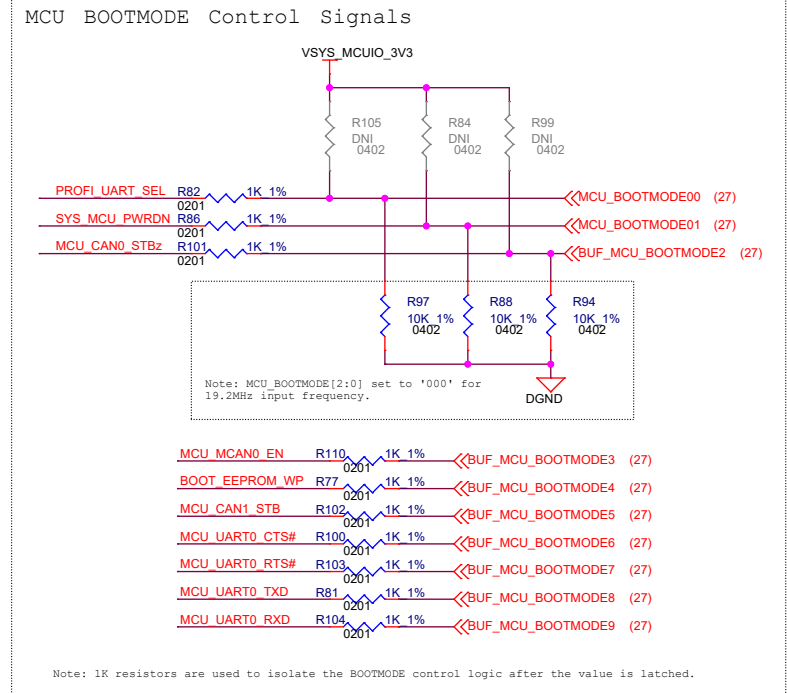 MCU BOOTMODE Control Signals
VSYS_MCUIO_3V3
R105 R84 R99
DNI DNI DNI
0402 0402 0402
PROFI_UART_SEL R82 1K_1% MCU_BOOTMODE00 (27)
0201
SYS_MCU_PWRDN R86 1K_1% MCU_BOOTMODE01 (27)
0201
MCU_CAN0_STBz R101 1K_1% BUF_MCU_BOOTMODE2 (27)
0201
R97 R88 R94
10K_1% 10K_1% 10K_1%
0402 0402 0402
Note: MCU_BOOTMODE[2:0] set to '000' for
19.2MHz input frequency.
DGND
MCU_MCAN0_EN R110 1K_1% BUF_MCU_BOOTMODE3 (27)
0201
BOOT_EEPROM_WP R77 1K_1% BUF_MCU_BOOTMODE4 (27)
0201
MCU_CAN1_STB R102 1K_1% BUF_MCU_BOOTMODE5 (27)
0201
MCU_UART0_CTS# R100 1K_1% BUF_MCU_BOOTMODE6 (27)
0201
MCU_UART0_RTS# R103 1K_1% BUF_MCU_BOOTMODE7 (27)
0201
MCU_UART0_TXD R81 1K_1% BUF_MCU_BOOTMODE8 (27)
0201
MCU_UART0_RXD R104 1K_1% BUF_MCU_BOOTMODE9 (27)
0201
Note: 1K resistors are used to isolate the BOOTMODE control logic after the value is latched.